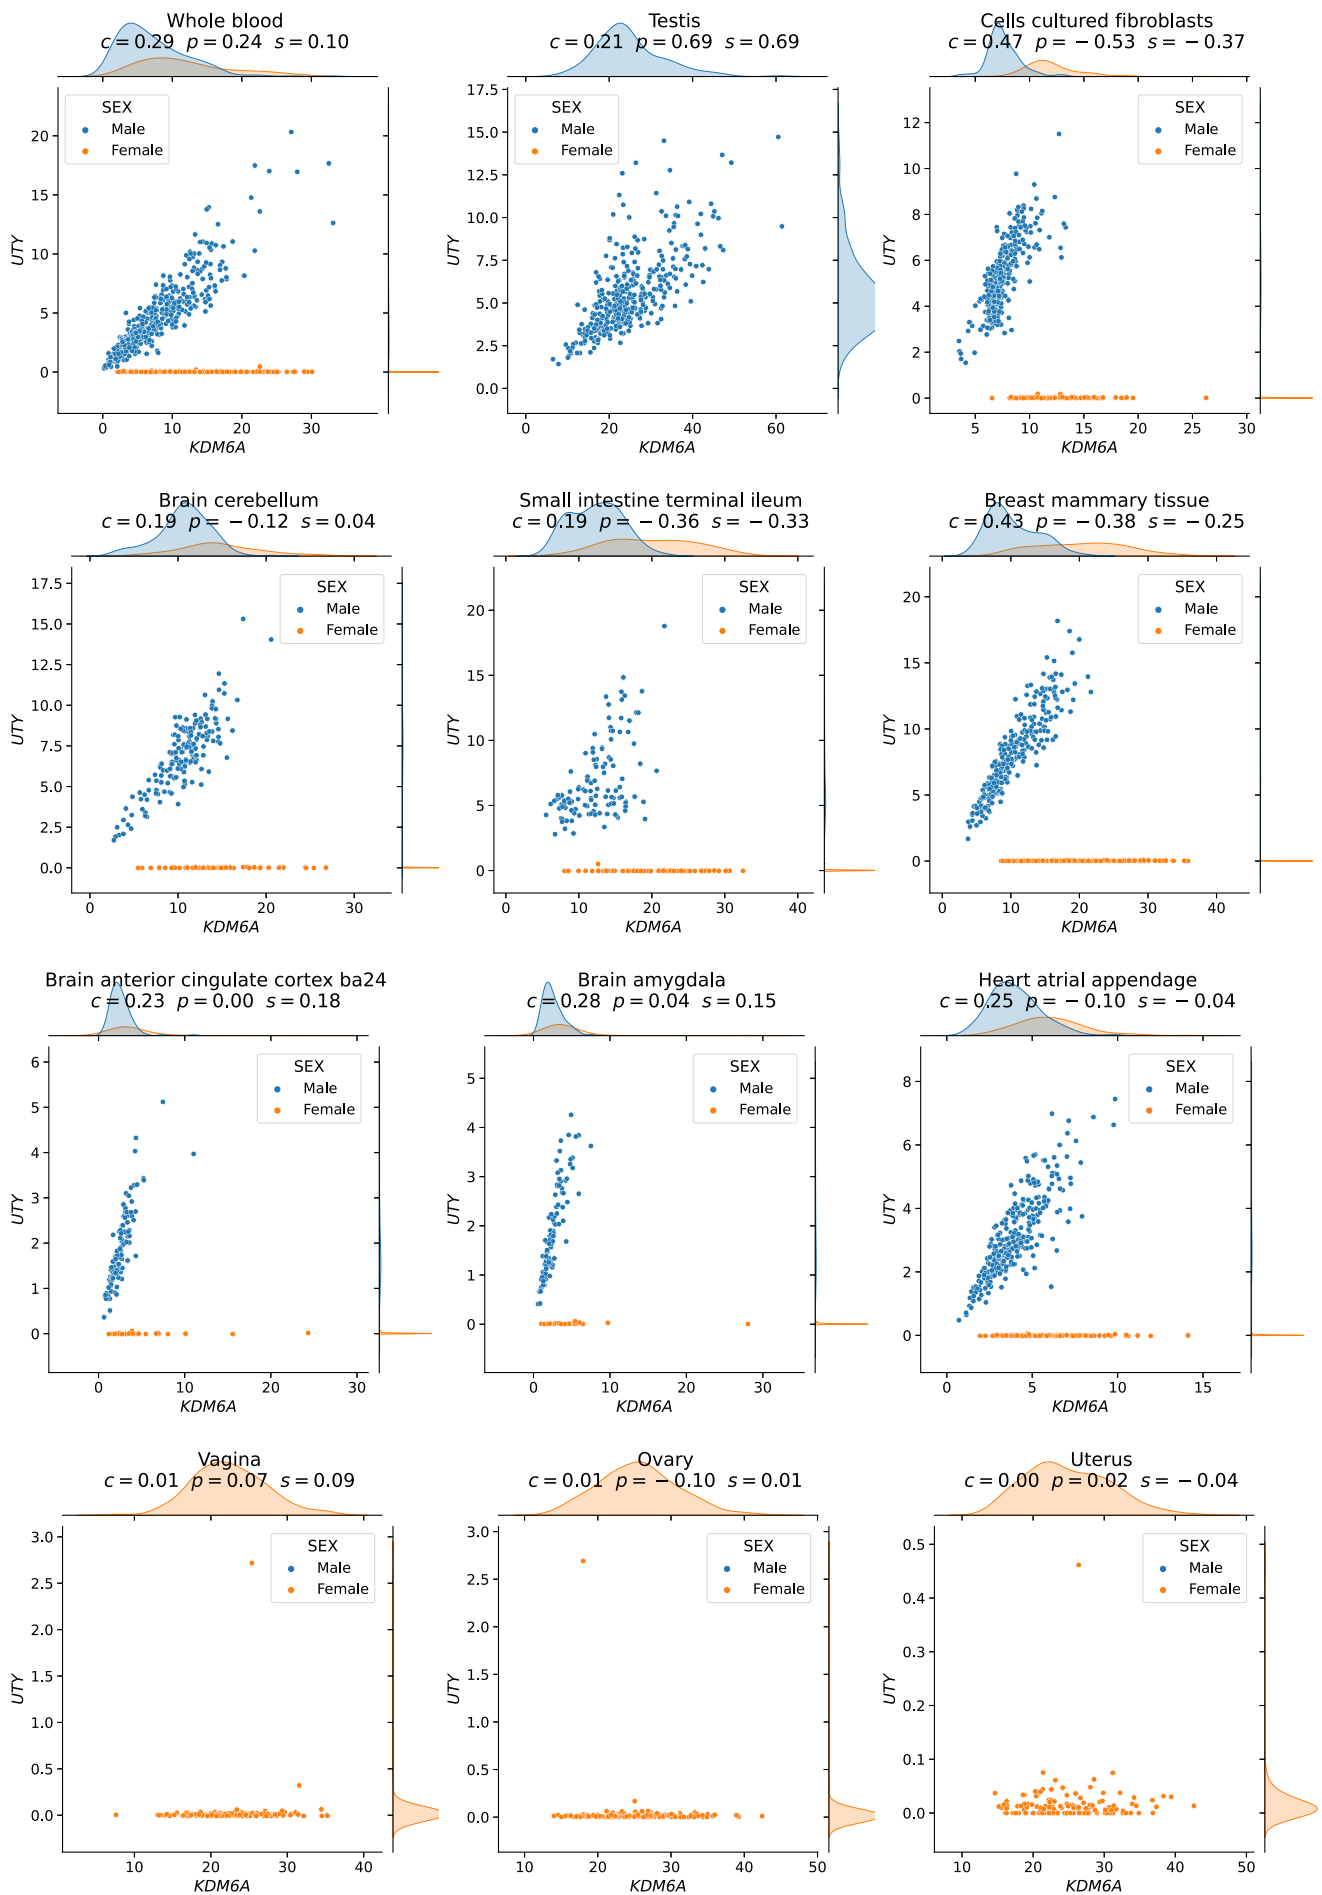 Whole blood
c = 0.29 p = 0.24 s = 0.10
SEX
Male
Female
20
15
10
5
0
UTY
0 10 20 30
KDM6A
Testis
c = 0.21 p = 0.69 s = 0.69
SEX
Male
Female
17.5
15.0
12.5
10.0
7.5
5.0
2.5
0.0
UTY
0 20 40 60
KDM6A
Cells cultured fibroblasts
c = 0.47 p = −0.53 s = −0.37
SEX
Male
Female
12
10
8
6
4
2
0
UTY
5 10 15 20 25 30
KDM6A
Brain cerebellum
c = 0.19 p = −0.12 s = 0.04
SEX
Male
Female
17.5
15.0
12.5
10.0
7.5
5.0
2.5
0.0
UTY
0 10 20 30
KDM6A
Small intestine terminal ileum
c = 0.19 p = −0.36 s = −0.33
SEX
Male
Female
20
15
10
5
0
UTY
0 10 20 30 40
KDM6A
Breast mammary tissue
c = 0.43 p = −0.38 s = −0.25
SEX
Male
Female
20
15
10
5
0
UTY
0 10 20 30 40
KDM6A
Brain anterior cingulate cortex ba24
c = 0.23 p = 0.00 s = 0.18
SEX
Male
Female
6
5
4
3
2
1
0
UTY
0 10 20 30
KDM6A
Brain amygdala
c = 0.28 p = 0.04 s = 0.15
SEX
Male
Female
5
4
3
2
1
0
UTY
0 10 20 30
KDM6A
Heart atrial appendage
c = 0.25 p = −0.10 s = −0.04
SEX
Male
Female
8
6
4
2
0
UTY
0 5 10 15
KDM6A
Vagina
c = 0.01 p = 0.07 s = 0.09
SEX
Male
Female
3.0
2.5
2.0
1.5
1.0
0.5
0.0
UTY
10 20 30 40
KDM6A
Ovary
c = 0.01 p = −0.10 s = 0.01
SEX
Male
Female
3.0
2.5
2.0
1.5
1.0
0.5
0.0
UTY
10 20 30 40 50
KDM6A
Uterus
c = 0.00 p = 0.02 s = −0.04
SEX
Male
Female
0.5
0.4
0.3
0.2
0.1
0.0
UTY
10 20 30 40 50
KDM6A